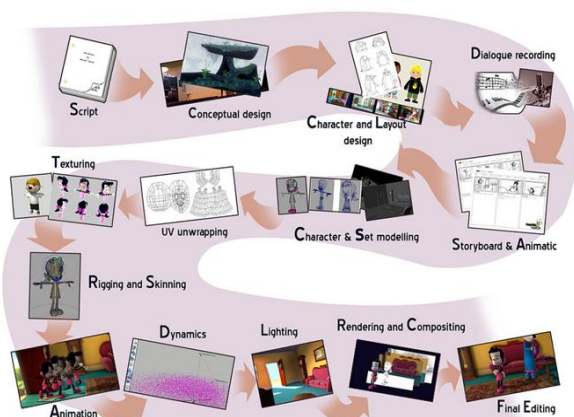 Script
Conceptual design
Character and Layout
design
Dialogue recording
Storyboard & Animatic
Character & Set modelling
UV unwrapping
Texturing
Rigging and Skinning
Animation
Dynamics
Lighting
Rendering and Compositing
Final Editing